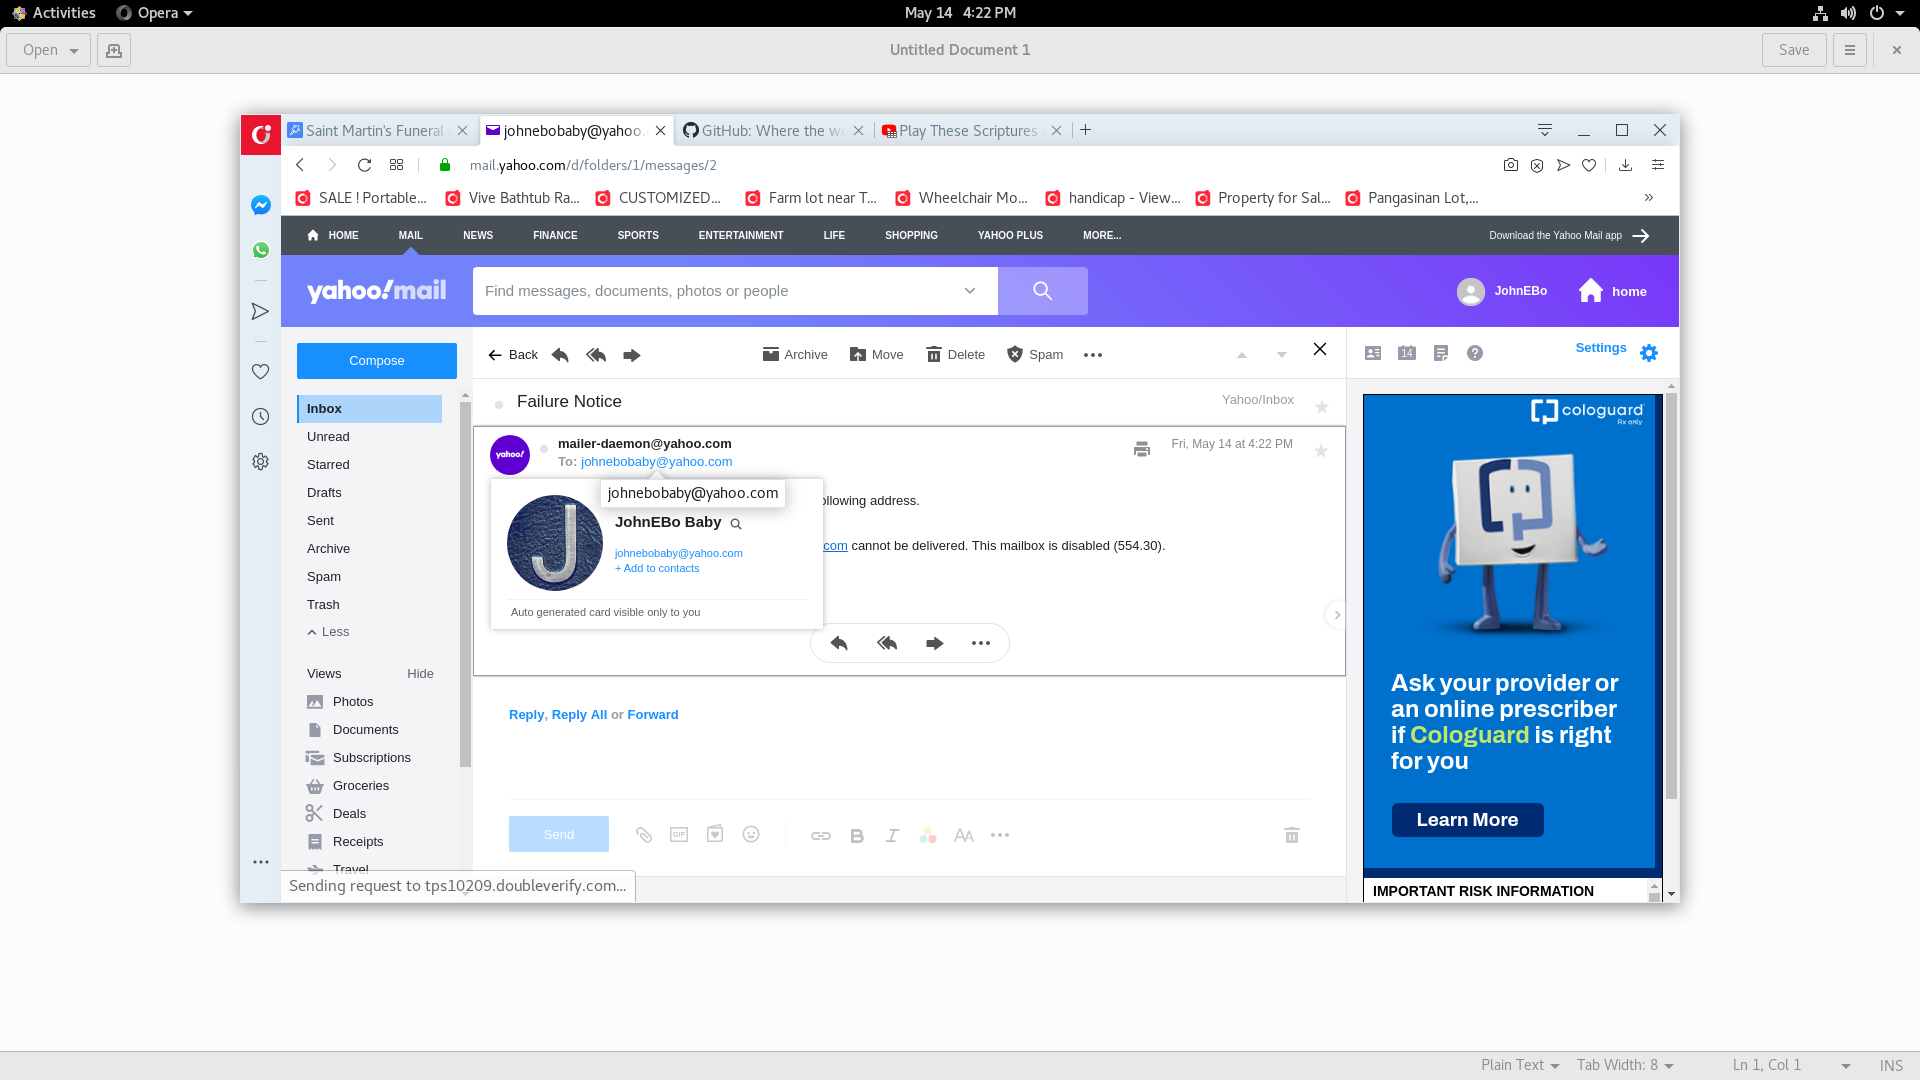 Activities
Opera
May 14 4:22 PM
Open
Untitled Document 1
Save
Saint Martin's Funeral
johnebobaby@yahoo.
GitHub: Where the wo
Play These Scriptures
mail.yahoo.com/d/folders/1/messages/2
SALE ! Portable...
Vive Bathtub Ra...
CUSTOMIZED...
Farm lot near T...
Wheelchair Mo...
handicap - View...
Property for Sal...
Pangasinan Lot,...
HOME
MAIL
NEWS
FINANCE
SPORTS
ENTERTAINMENT
LIFE
SHOPPING
YAHOO PLUS
MORE...
Download the Yahoo Mail app
yahoo!mail
Find messages, documents, photos or people
JohnEBo
home
Compose
Back
Archive
Move
Delete
Spam
14
Settings
Inbox
Unread
Starred
Drafts
Sent
Archive
Spam
Trash
Less
Views
Hide
Photos
Documents
Subscriptions
Groceries
Deals
Receipts
Travel
Failure Notice
Yahoo/Inbox
yahoo!
mailer-daemon@yahoo.com
Fri, May 14 at 4:22 PM
To: johnebobaby@yahoo.com
johnebobaby@yahoo.com
ollowing address.
J
JohnEBo Baby
johnebobaby@yahoo.com
+ Add to contacts
Auto generated card visible only to you
com cannot be delivered. This mailbox is disabled (554.30).
Reply, Reply All or Forward
Send
GIF
B
I
AA
cologuard
Rx only
Ask your provider or
an online prescriber
if Cologuard is right
for you
Learn More
IMPORTANT RISK INFORMATION
Sending request to tps10209.doubleverify.com...
Plain Text
Tab Width: 8
Ln 1, Col 1
INS